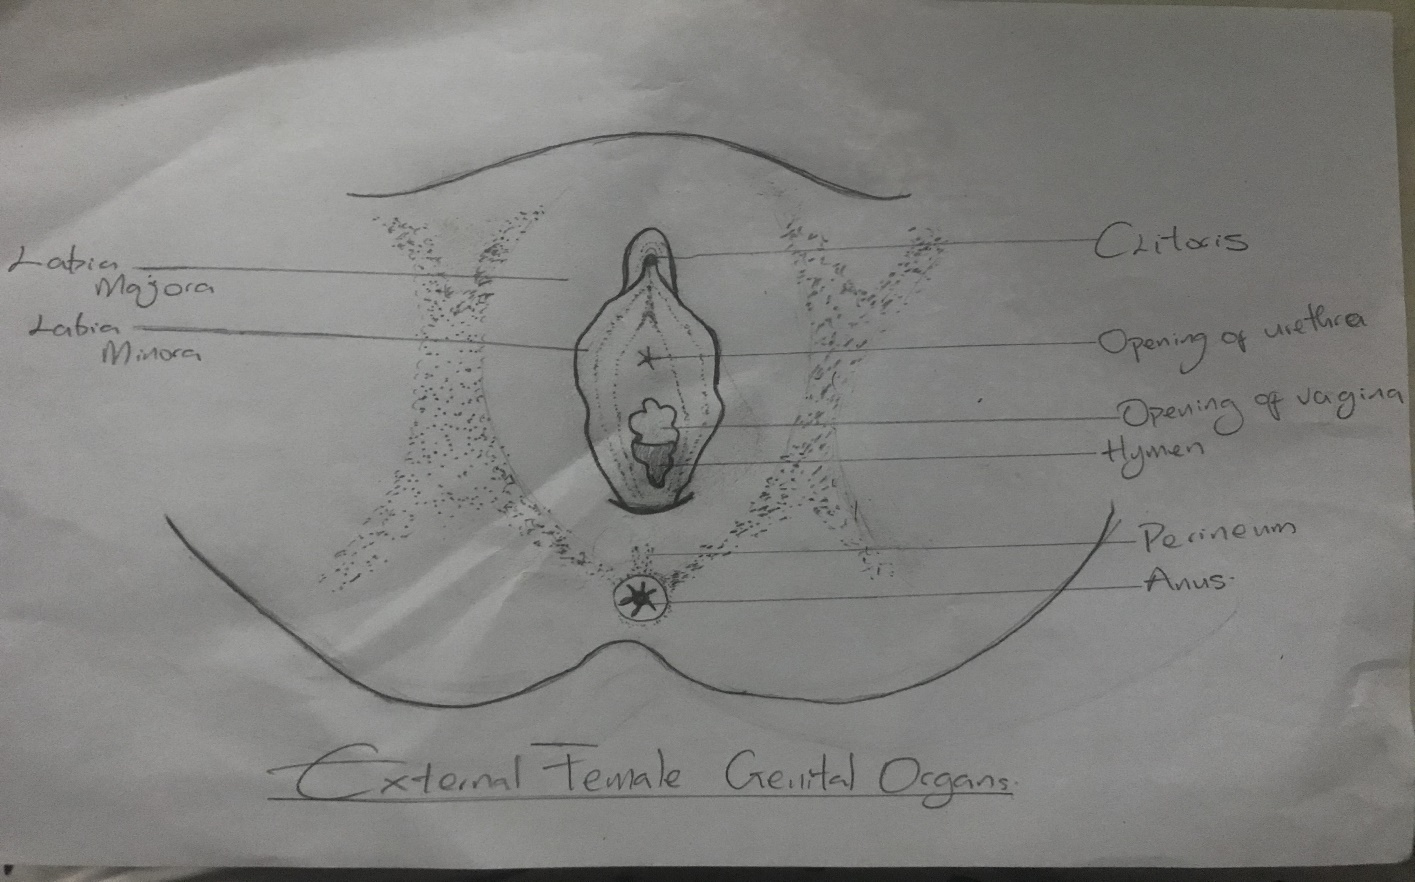 Labia
Majora
Labia
Minora
Clitoris
Opening of urethra
Opening of vagina
Hymen
Perineum
Anus.
External Female Genital Organs.